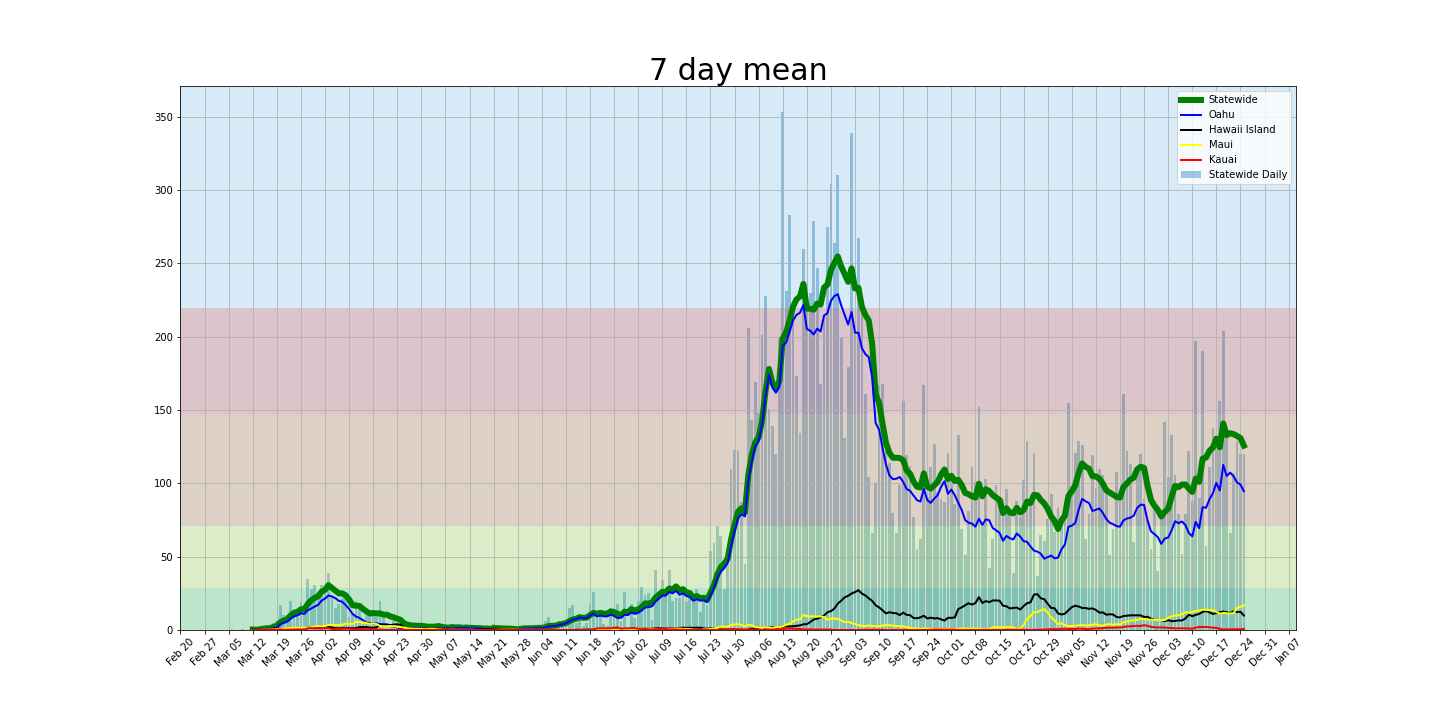 7 day mean
350
300
250
200
150
100
50
0
Statewide
Oahu
Hawaii Island
Maui
Kauai
Statewide Daily
Feb 20
Feb 27
Mar 05
Mar 12
Mar 19
Mar 26
Apr 02
Apr 09
Apr 16
Apr 23
Apr 30
May 07
May 14
May 21
May 28
Jun 04
Jun 11
Jun 18
Jun 25
Jul 02
Jul 09
Jul 16
Jul 23
Jul 30
Aug 06
Aug 13
Aug 20
Aug 27
Sep 03
Sep 10
Sep 17
Sep 24
Oct 01
Oct 08
Oct 15
Oct 22
Oct 29
Nov 05
Nov 12
Nov 19
Nov 26
Dec 03
Dec 10
Dec 17
Dec 24
Dec 31
Jan 07